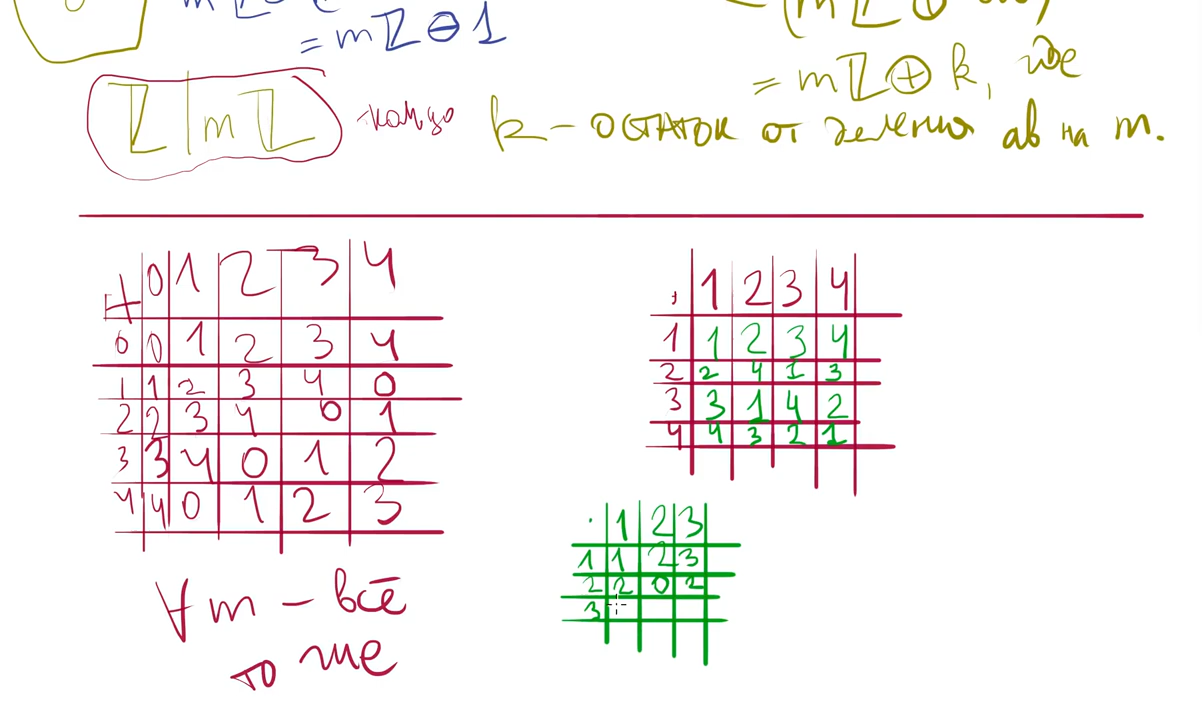 = mℤ ⊖ 1
= mℤ ⊕ k, где
ℤ | mℤ кольцо k - остаток от деления ab на m.
+ 0 1 2 3 4
0 0 1 2 3 4
1 1 2 3 4 0
2 2 3 4 0 1
3 3 4 0 1 2
4 4 0 1 2 3
· 1 2 3 4
1 1 2 3 4
2 2 4 1 3
3 3 1 4 2
4 4 3 2 1
· 1 2 3
1 1 2 3
2 2 0 2
3
∀ m - всё
то же